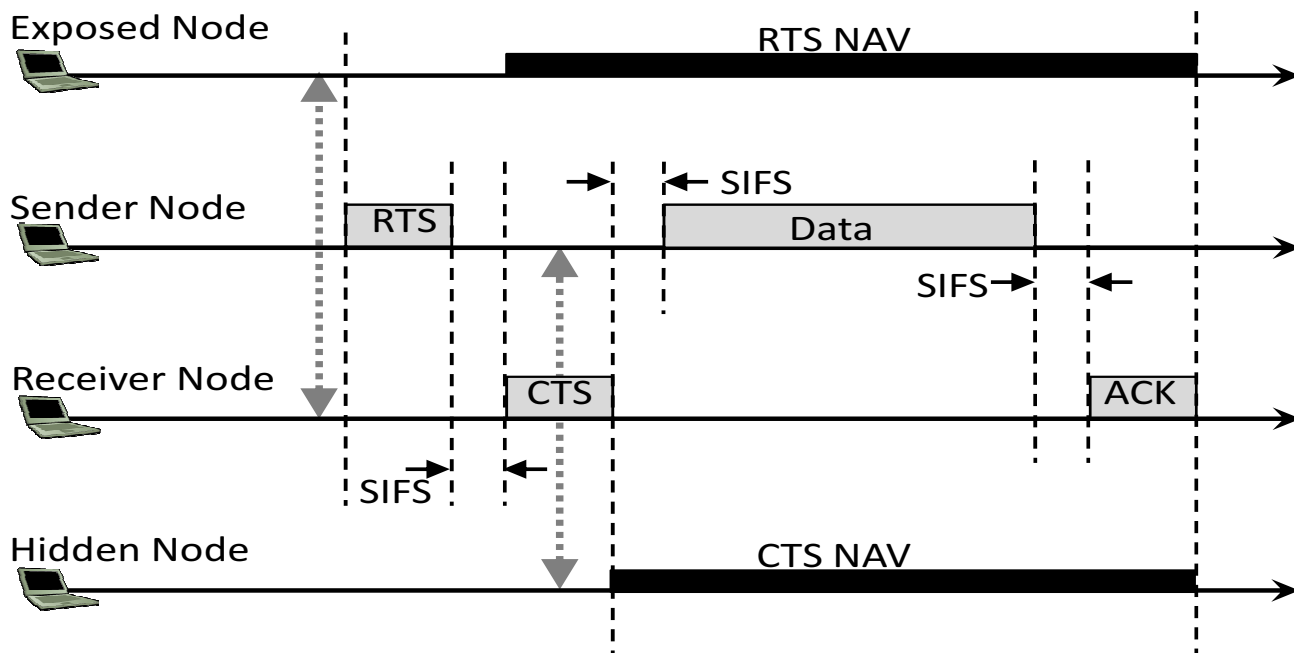 Exposed Node
RTS NAV
Sender Node
RTS
SIFS
Data
SIFS
Receiver Node
CTS
ACK
SIFS
Hidden Node
CTS NAV